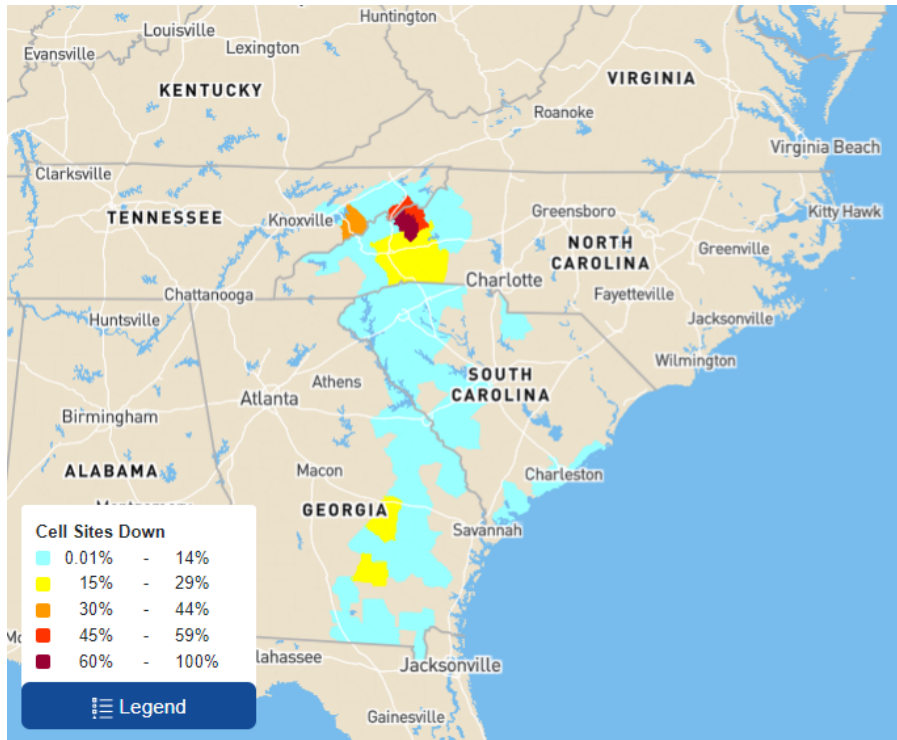 Huntington
Louisville
Evansville
Lexington
VIRGINIA
KENTUCKY
Roanoke
Virginia Beach
Clarksville
TENNESSEE
Knoxville
Greensboro
Kitty Hawk
NORTH
CAROLINA
Greenville
Charlotte
Chattanooga
Fayetteville
Huntsville
Jacksonville
Wilmington
SOUTH
CAROLINA
Athens
Atlanta
Birmingham
ALABAMA
Macon
Charleston
GEORGIA
Savannah
Cell Sites Down
0.01% - 14%
15% - 29%
30% - 44%
45% - 59%
60% - 100%
lahassee
Jacksonville
Legend
Gainesville